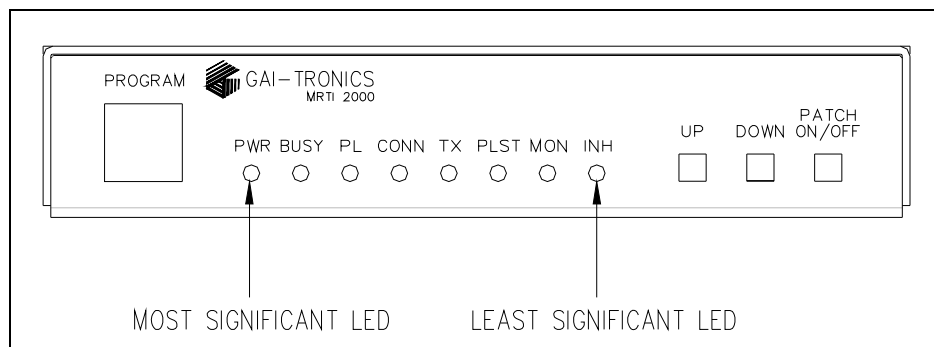 PROGRAM
GAI-TRONICS
MRTI 2000
PWR BUSY PL CONN TX PLST MON INH
UP DOWN PATCH ON/OFF
MOST SIGNIFICANT LED
LEAST SIGNIFICANT LED